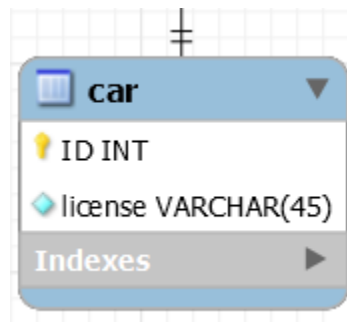 car
ID INT
license VARCHAR(45)
Indexes